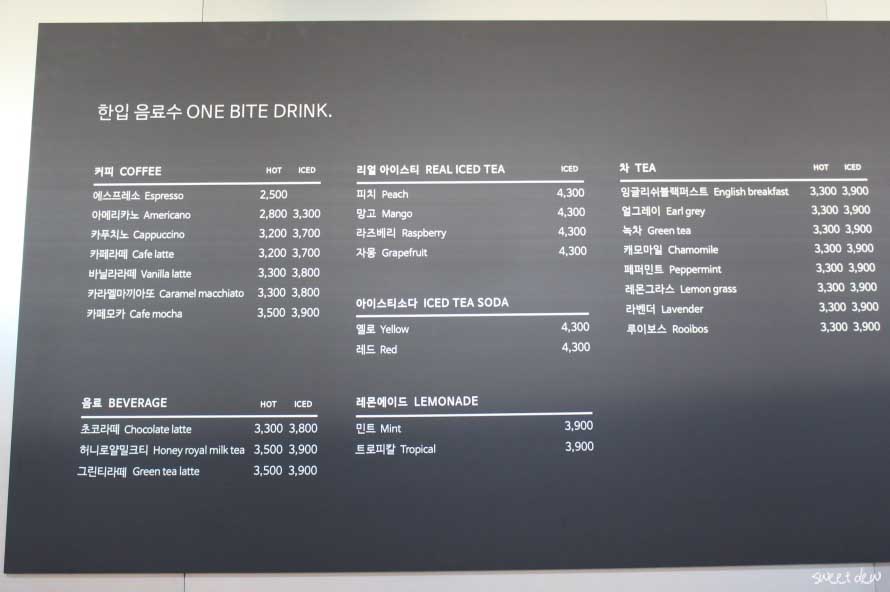 한입 음료수 ONE BITE DRINK.
커피 COFFEE HOT ICED
에스프레소 Espresso 2,500
아메리카노 Americano 2,800 3,300
카푸치노 Cappuccino 3,200 3,700
카페라떼 Cafe latte 3,200 3,700
바닐라라떼 Vanilla latte 3,300 3,800
카라멜마끼아또 Caramel macchiato 3,300 3,800
카페모카 Cafe mocha 3,500 3,900
음료 BEVERAGE HOT ICED
초코라떼 Chocolate latte 3,300 3,800
허니로얄밀크티 Honey royal milk tea 3,500 3,900
그린티라떼 Green tea latte 3,500 3,900
리얼 아이스티 REAL ICED TEA ICED
피치 Peach 4,300
망고 Mango 4,300
라즈베리 Raspberry 4,300
자몽 Grapefruit 4,300
아이스티소다 ICED TEA SODA
옐로 Yellow 4,300
레드 Red 4,300
레몬에이드 LEMONADE
민트 Mint 3,900
트로피칼 Tropical 3,900
차 TEA HOT ICED
잉글리쉬블랙퍼스트 English breakfast 3,300 3,900
얼그레이 Earl grey 3,300 3,900
녹차 Green tea 3,300 3,900
캐모마일 Chamomile 3,300 3,900
페퍼민트 Peppermint 3,300 3,900
레몬그라스 Lemon grass 3,300 3,900
라벤더 Lavender 3,300 3,900
루이보스 Rooibos 3,300 3,900
sweet dew